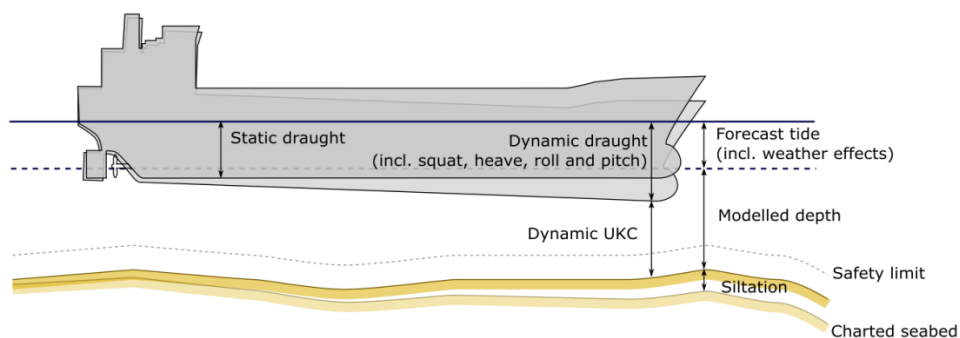 Static draught
Dynamic draught
(incl. squat, heave, roll and pitch)
Forecast tide
(incl. weather effects)
Modelled depth
Dynamic UKC
Safety limit
Siltation
Charted seabed